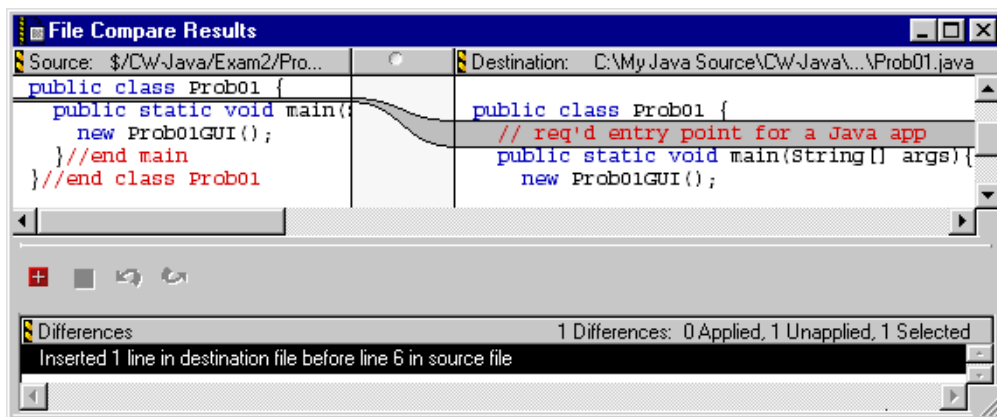 File Compare Results
Source: $/CW-Java/Exam2/Pro...
Destination: C:\My Java Source\CW-Java\...\Prob01.java
public class Prob01 {
public static void main(
new Prob01GUI();
}//end main
}//end class Prob01
public class Prob01 {
// req'd entry point for a Java app
public static void main(String[] args){
new Prob01GUI();
Differences
1 Differences: 0 Applied, 1 Unapplied, 1 Selected
Inserted 1 line in destination file before line 6 in source file